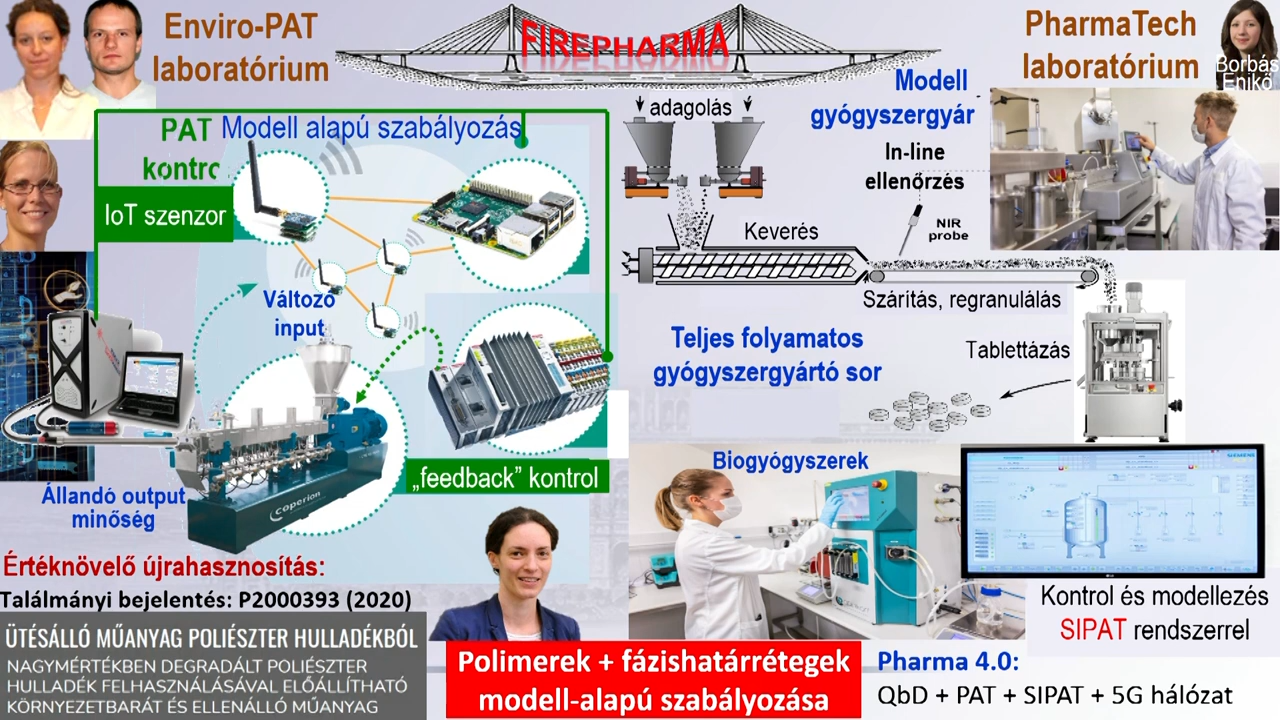 Enviro-PAT
laboratórium
FIREPHARMA
PharmaTech
laboratórium
Borbás
Enikő
PAT
kontro
Modell alapú szabályozás
IoT szenzor
Változó
input
Állandó output
minőség
coperion
„feedback” kontrol
adagolás
Modell
gyógyszergyár
In-line
ellenőrzés
NIR
probe
Keverés
Szárítás, regranulálás
Teljes folyamatos
gyógyszergyártó sor
Tablettázás
Biogyógyszerek
SIEMENS
LG
Kontrol és modellezés
SIPAT rendszerrel
Értéknövelő újrahasznosítás:
Találmányi bejelentés: P2000393 (2020)
ÜTÉSÁLLÓ MŰANYAG POLIÉSZTER HULLADÉKBÓL
NAGYMÉRTÉKBEN DEGRADÁLT POLIÉSZTER
HULLADÉK FELHASZNÁLÁSÁVAL ELŐÁLLÍTHATÓ
KÖRNYEZETBARÁT ÉS ELLENÁLLÓ MŰANYAG
Polimerek + fázishatárrétegek
modell-alapú szabályozása
Pharma 4.0:
QbD + PAT + SIPAT + 5G hálózat